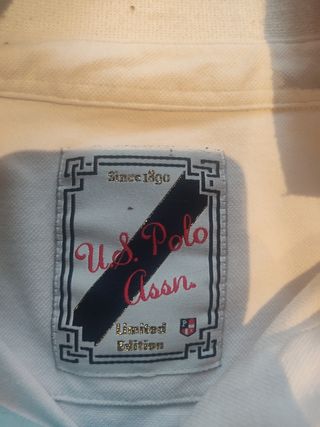 Since 1890
U.S. Polo
Assn.
Limited
Edition